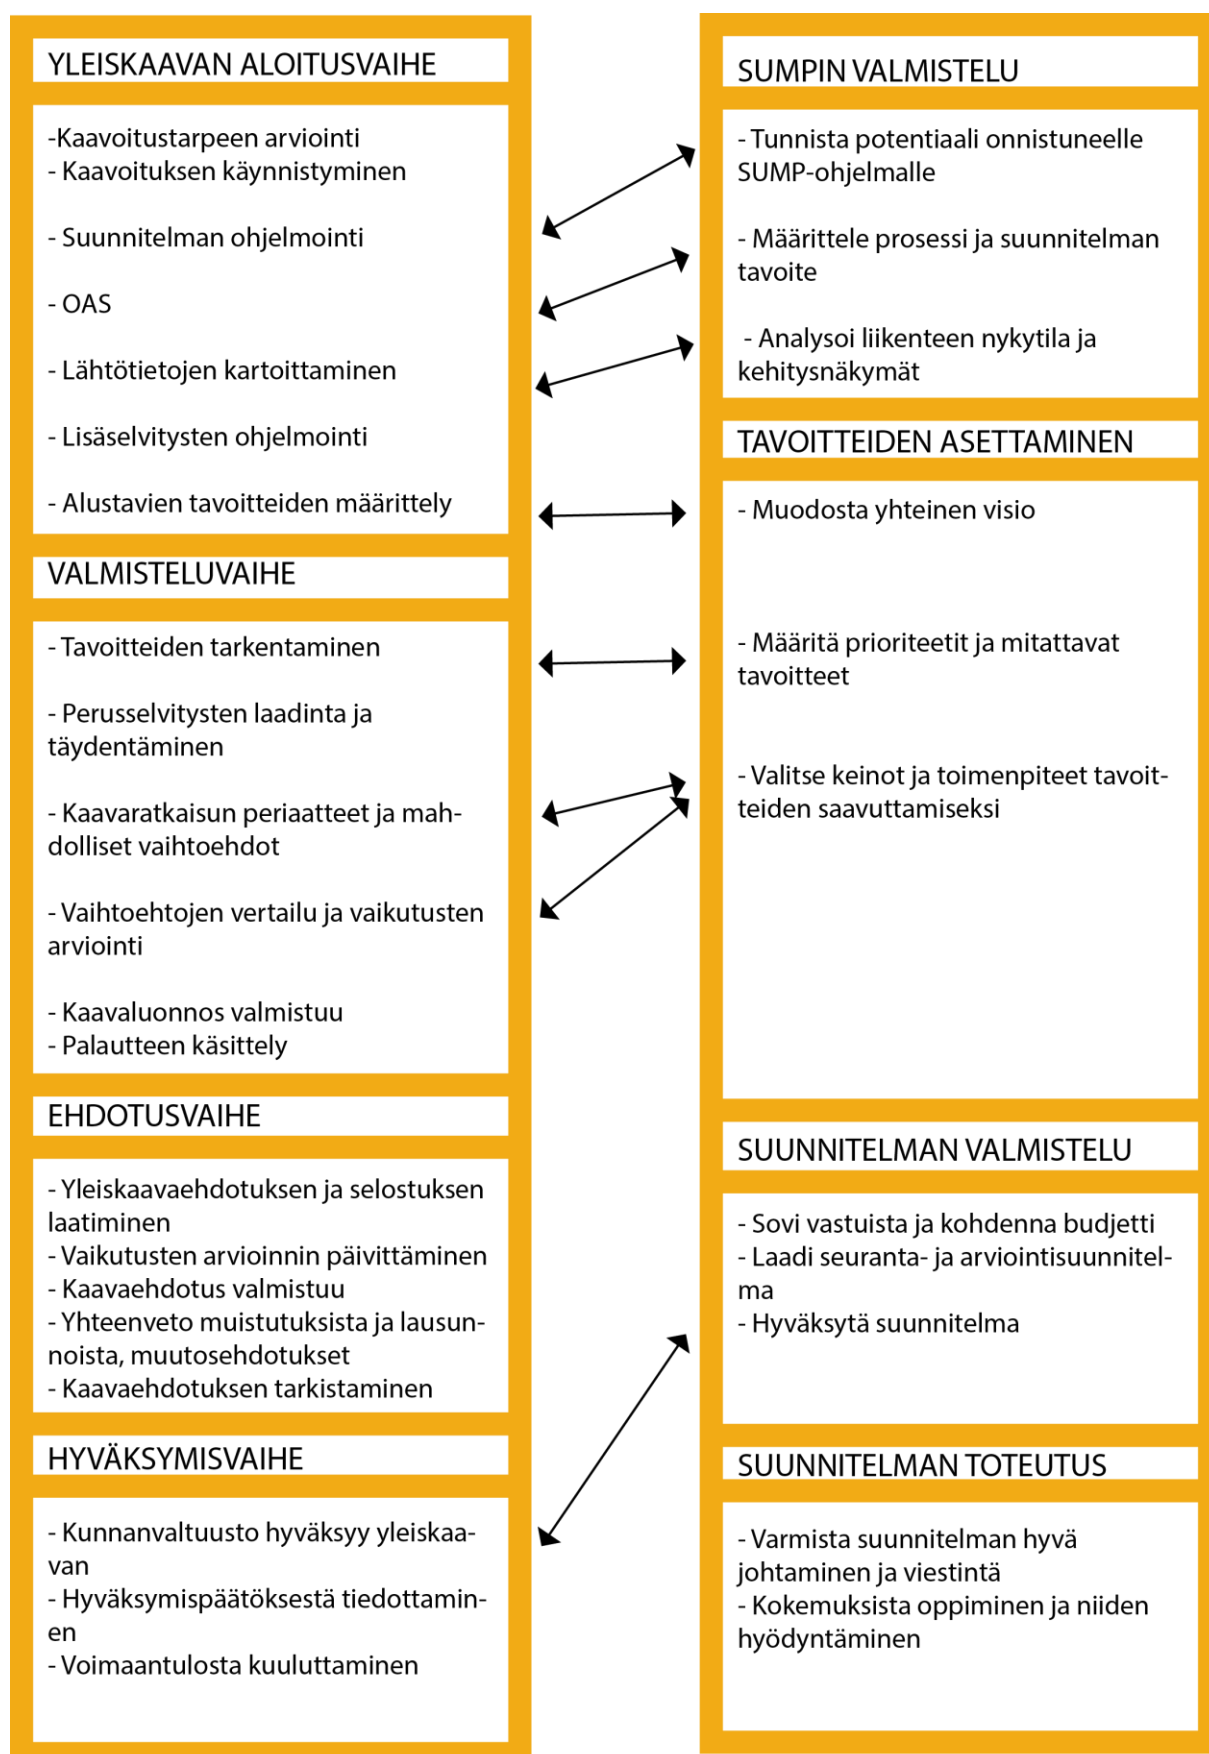 YLEISKAAVAN ALOITUSVAIHE
-Kaavoitustarpeen arviointi
- Kaavoituksen käynnistyminen
- Suunnitelman ohjelmointi
- OAS
- Lähtötietojen kartoittaminen
- Lisäselvitysten ohjelmointi
- Alustavien tavoitteiden määrittely
VALMISTELUVAIHE
- Tavoitteiden tarkentaminen
- Perusselvitysten laadinta ja
täydentäminen
- Kaavaratkaisun periaatteet ja mah-
dolliset vaihtoehdot
- Vaihtoehtojen vertailu ja vaikutusten
arviointi
- Kaavaluonnos valmistuu
- Palautteen käsittely
EHDOTUSVAIHE
- Yleiskaavaehdotuksen ja selostuksen
laatiminen
- Vaikutusten arvioinnin päivittäminen
- Kaavaehdotus valmistuu
- Yhteenveto muistutuksista ja lausun-
noista, muutosehdotukset
- Kaavaehdotuksen tarkistaminen
HYVÄKSYMISVAIHE
- Kunnanvaltuusto hyväksyy yleiskaa-
van
- Hyväksymispäätöksestä tiedottamin-
en
- Voimaantulosta kuuluttaminen
SUMPIN VALMISTELU
- Tunnista potentiaali onnistuneelle
SUMP-ohjelmalle
- Määrittele prosessi ja suunnitelman
tavoite
- Analysoi liikenteen nykytila ja
kehitysnäkymät
TAVOITTEIDEN ASETTAMINEN
- Muodosta yhteinen visio
- Määritä prioriteetit ja mitattavat
tavoitteet
- Valitse keinot ja toimenpiteet tavoit-
teiden saavuttamiseksi
SUUNNITELMAN VALMISTELU
- Sovi vastuista ja kohdenna budjetti
- Laadi seuranta- ja arviointisuunnitel-
ma
- Hyväksytä suunnitelma
SUUNNITELMAN TOTEUTUS
- Varmista suunnitelman hyvä
johtaminen ja viestintä
- Kokemuksista oppiminen ja niiden
hyödyntäminen